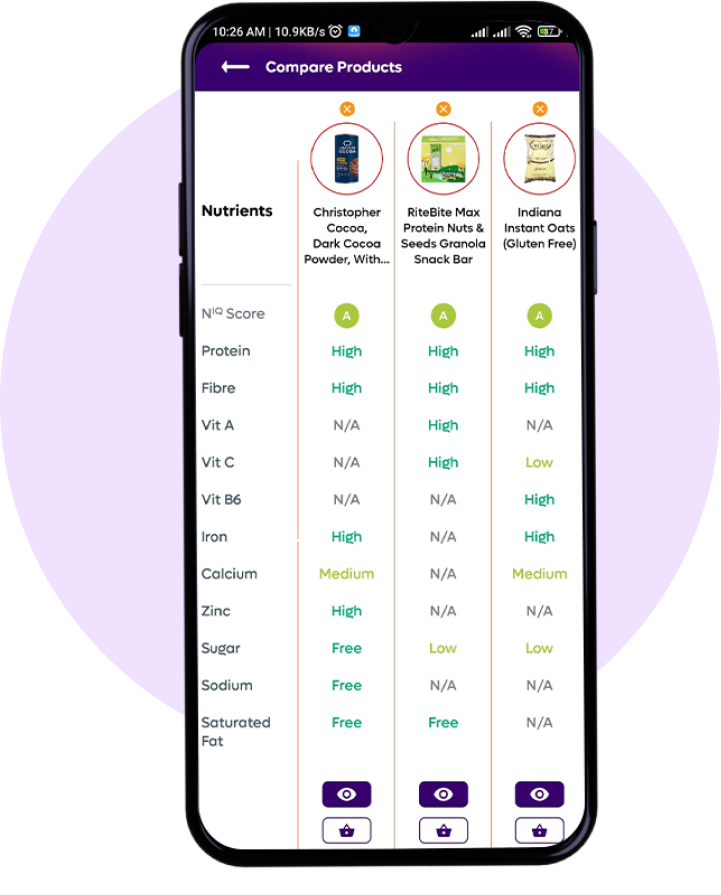 10:26 AM | 10.9KB/s
Compare Products
Nutrients
Christopher
Cocoa,
Dark Cocoa
Powder, With...
RiteBite Max
Protein Nuts &
Seeds Granola
Snack Bar
Indiana
Instant Oats
(Gluten Free)
N^IQ Score A A A
Protein High High High
Fibre High High High
Vit A N/A High N/A
Vit C N/A High Low
Vit B6 N/A N/A High
Iron High N/A High
Calcium Medium N/A Medium
Zinc High N/A N/A
Sugar Free Low Low
Sodium Free N/A N/A
Saturated
Fat Free Free N/A